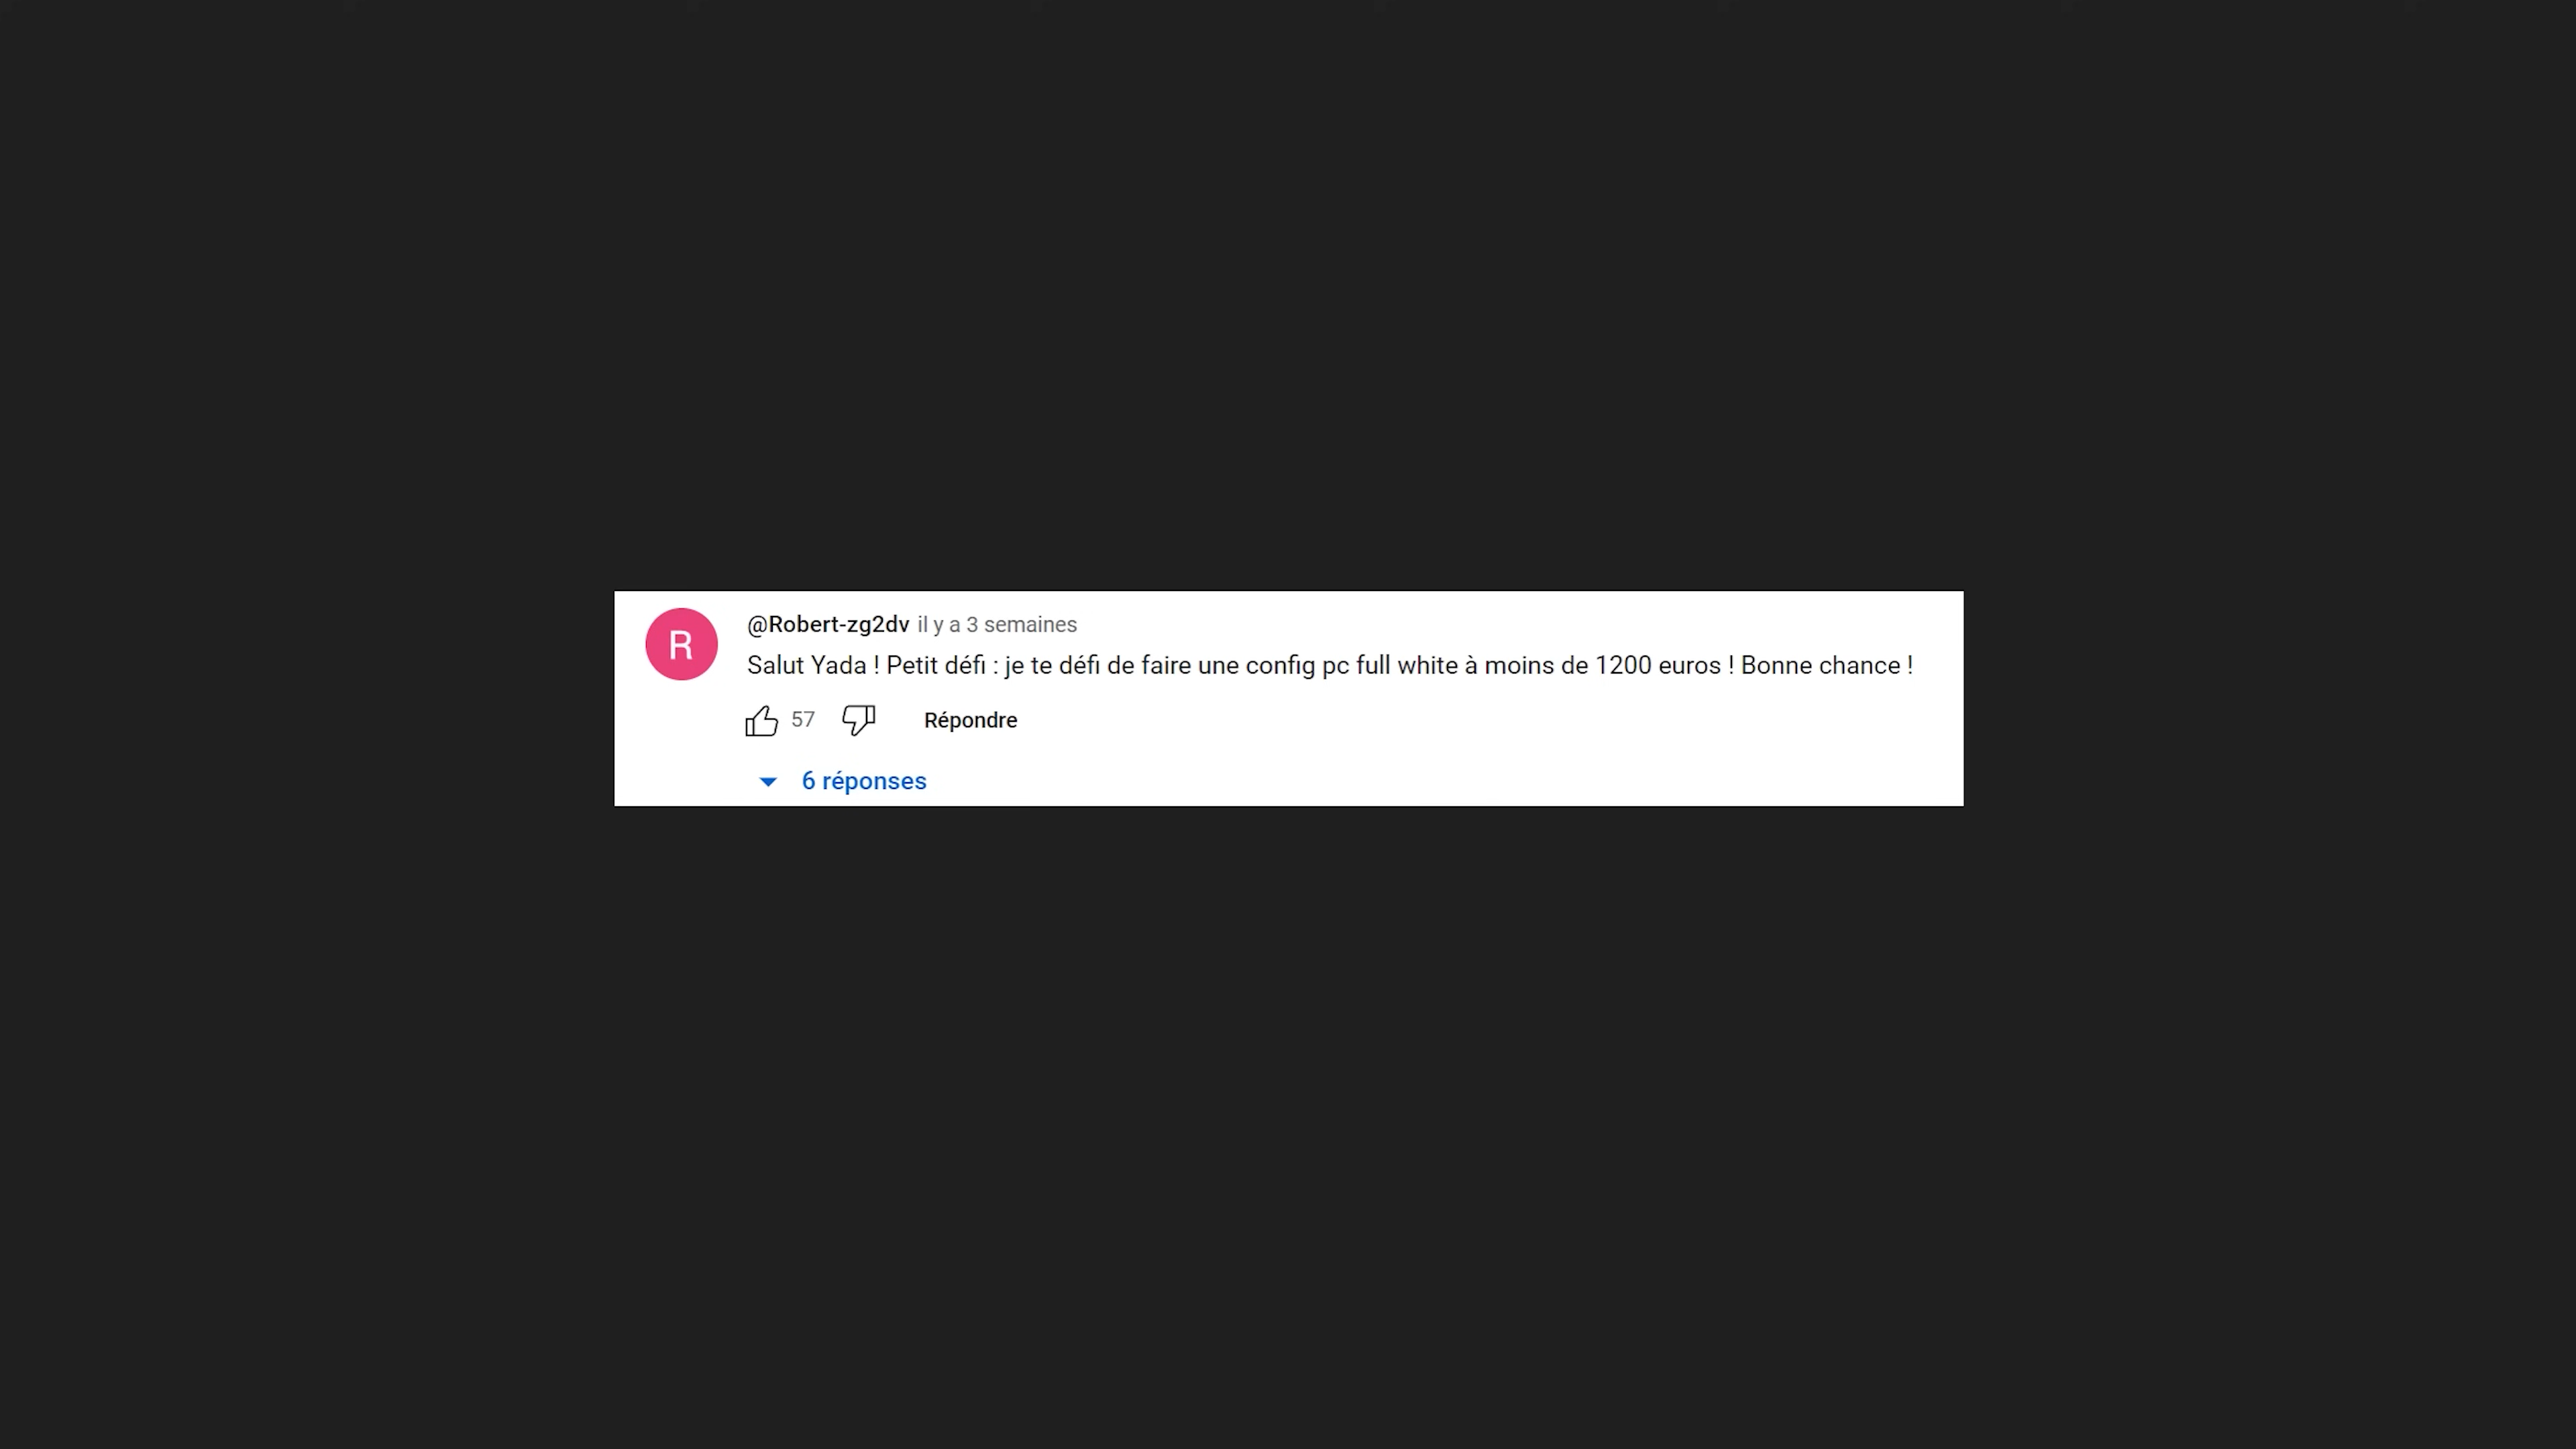 R
@Robert-zg2dv il y a 3 semaines
Salut Yada ! Petit défi : je te défi de faire une config pc full white à moins de 1200 euros ! Bonne chance !
57 Répondre
6 réponses